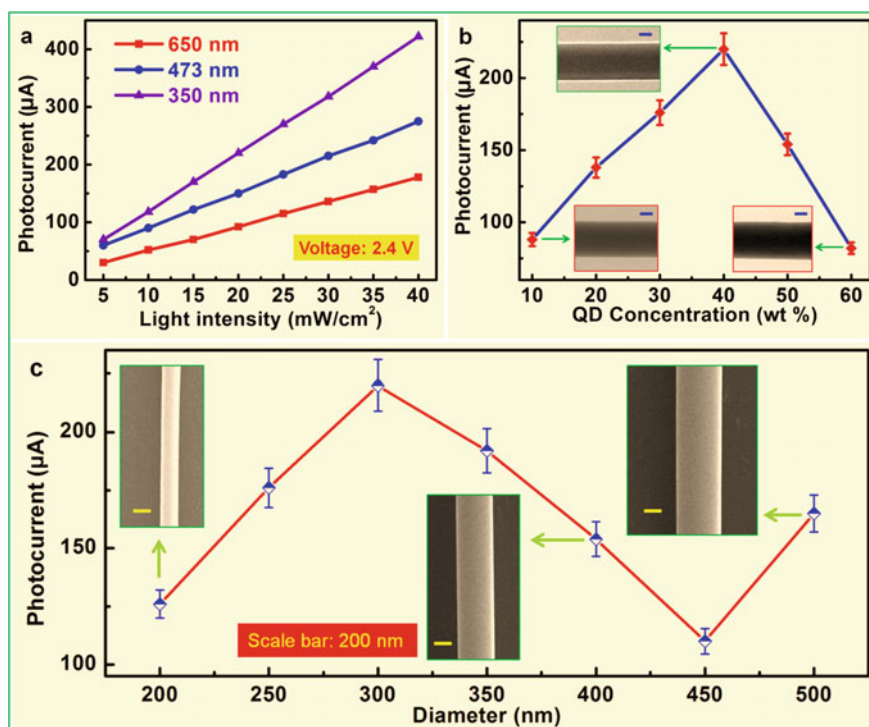 a
650 nm
473 nm
350 nm
Voltage: 2.4 V
Photocurrent (µA)
400
300
200
100
0
5 10 15 20 25 30 35 40
Light intensity (mW/cm²)
b
Photocurrent (µA)
200
150
100
10 20 30 40 50 60
QD Concentration (wt %)
c
Photocurrent (µA)
200
150
100
Scale bar: 200 nm
200 250 300 350 400 450 500
Diameter (nm)